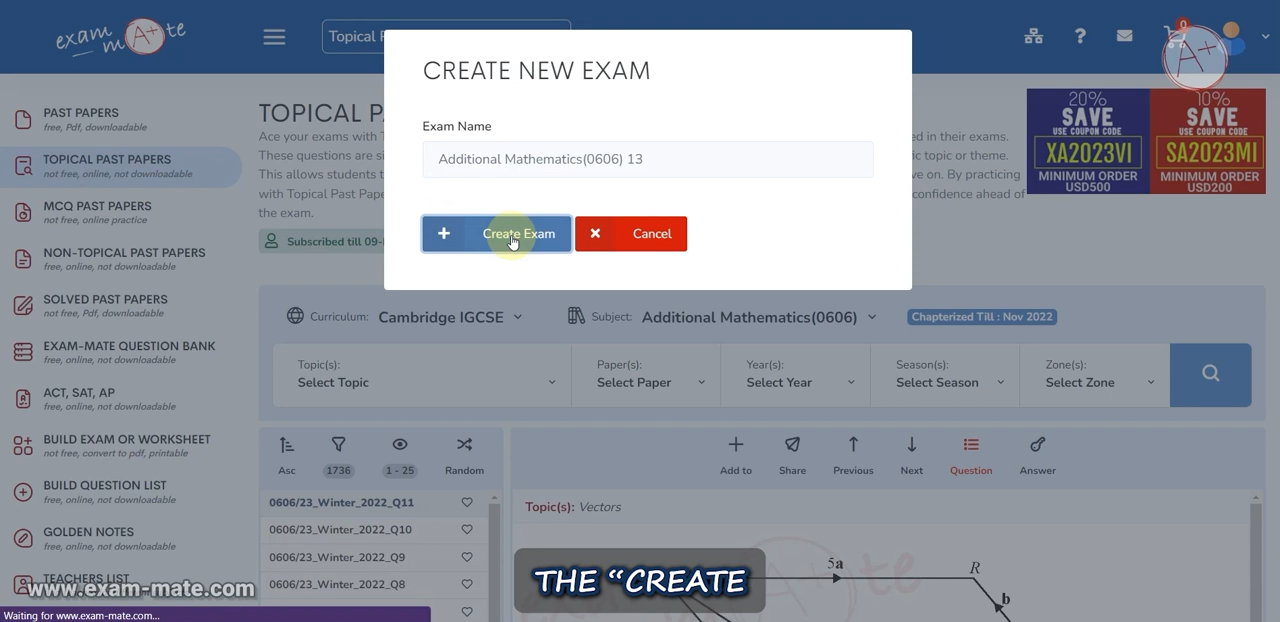 exam mate A+
Topical P
0
A+
CREATE NEW EXAM
Exam Name
Additional Mathematics(0606) 13
Create Exam
Cancel
PAST PAPERS
free, Pdf, downloadable
TOPICAL PAST PAPERS
not free, online, not downloadable
MCQ PAST PAPERS
not free, online practice
NON-TOPICAL PAST PAPERS
free, online, not downloadable
SOLVED PAST PAPERS
not free, Pdf, downloadable
EXAM-MATE QUESTION BANK
free, online, not downloadable
ACT, SAT, AP
free, online, not downloadable
BUILD EXAM OR WORKSHEET
not free, convert to pdf, printable
BUILD QUESTION LIST
free, online, not downloadable
GOLDEN NOTES
free, online, not downloadable
TEACHERS LIST
www.exam-mate.com
Waiting for www.exam-mate.com...
TOPICAL PA
Ace your exams with T
ed in their exams.
These questions are si
ic topic or theme.
This allows students t
ve on. By practicing
with Topical Past Pape
confidence ahead of
the exam.
Subscribed till 09-
20%
SAVE
USE COUPON CODE
XA2023VI
MINIMUM ORDER
USD500
10%
SAVE
USE COUPON CODE
SA2023MI
MINIMUM ORDER
USD200
Curriculum: Cambridge IGCSE
Subject: Additional Mathematics(0606)
Chapterized Till : Nov 2022
Topic(s):
Select Topic
Paper(s):
Select Paper
Year(s):
Select Year
Season(s):
Select Season
Zone(s):
Select Zone
Asc
1736
1 - 25
Random
Add to
Share
Previous
Next
Question
Answer
0606/23_Winter_2022_Q11
0606/23_Winter_2022_Q10
0606/23_Winter_2022_Q9
0606/23_Winter_2022_Q8
Topic(s): Vectors
5a
R
b
THE “CREATE